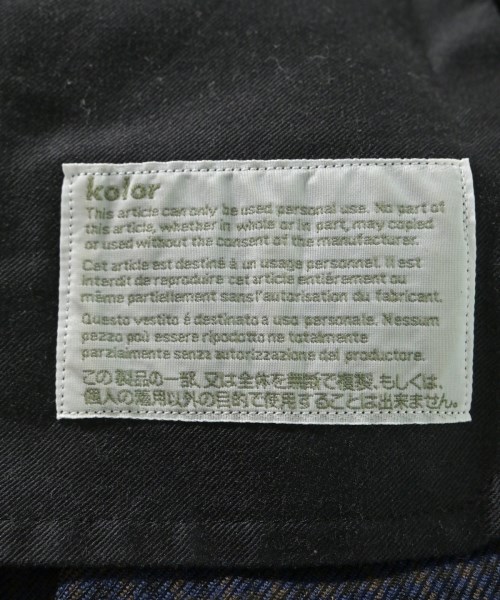 kolor
This article can only be used personal use. No part of
this article, whether in whole or in part, may copied
or used without the consent of the manufacturer.
Cet article est destiné à un usage personnel. Il est
interdit de reproduire cet article entiérement ou
même partiellement sans l'autorisation du fabricant.
Questo vestito é destinato a uso personale. Nessum
pezzo poù essere ripodotto ne totalmente
parzialmente senza autorizzazione del productore.
この製品の一部、又は全体を無断で複製、もしくは、
個人の着用以外の目的で使用することは出来ません。